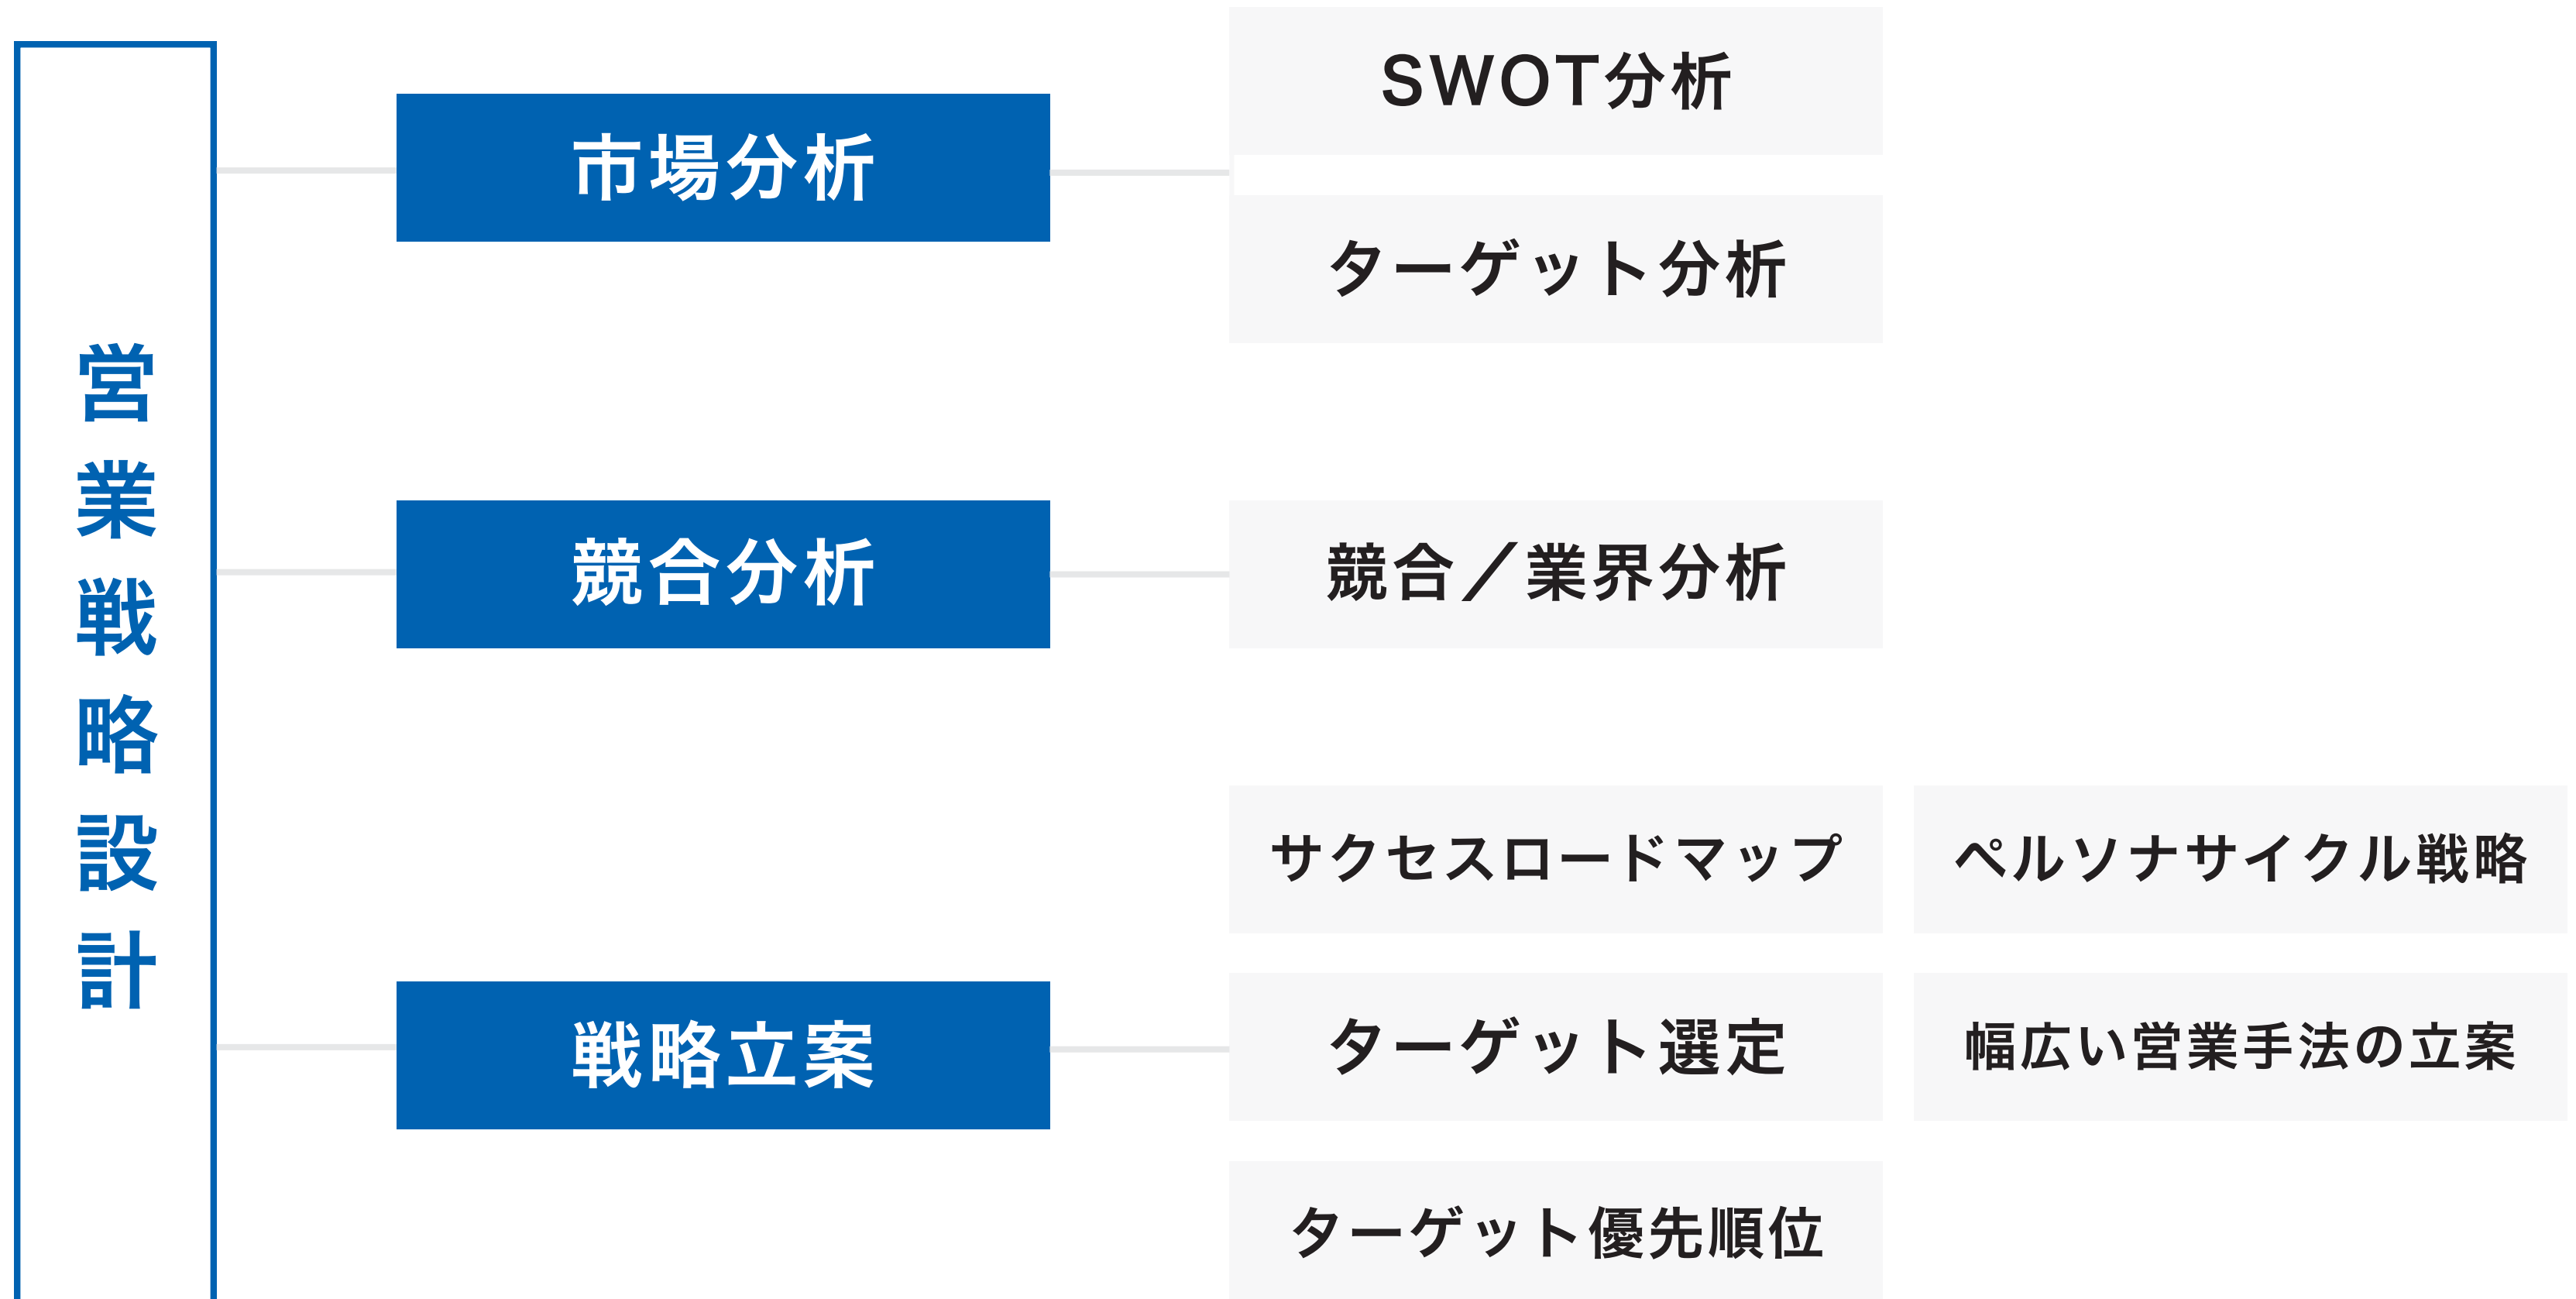 営業戦略設計
市場分析
SWOT分析
ターゲット分析
競合分析
競合／業界分析
戦略立案
サクセスロードマップ
ペルソナサイクル戦略
ターゲット選定
幅広い営業手法の立案
ターゲット優先順位